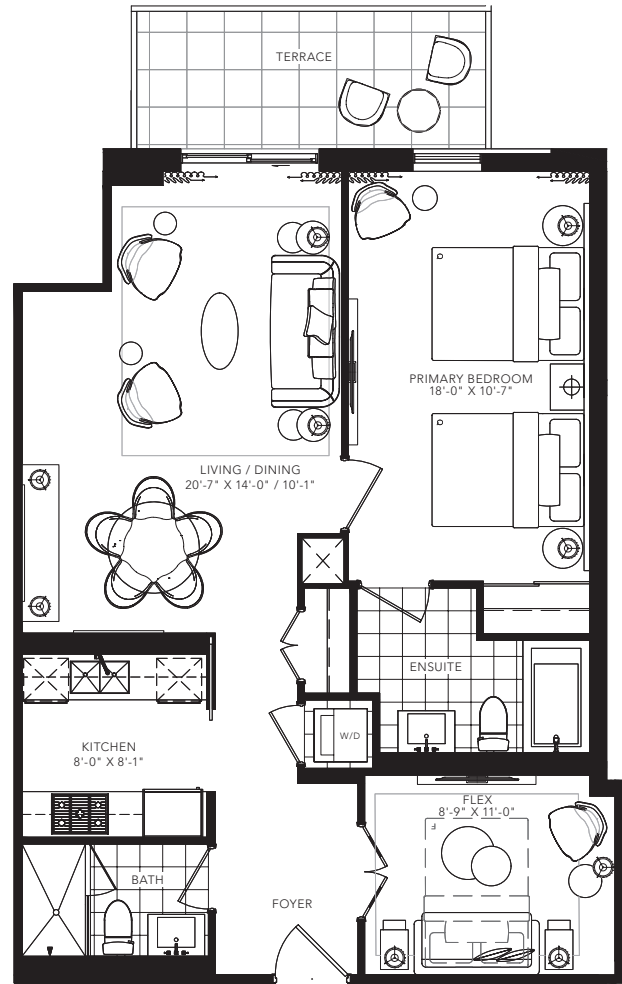 TERRACE
PRIMARY BEDROOM
18'-0" X 10'-7"
LIVING / DINING
20'-7" X 14'-0" / 10'-1"
ENSUITE
W/D
KITCHEN
8'-0" X 8'-1"
FLEX
8'-9" X 11'-0"
BATH
FOYER